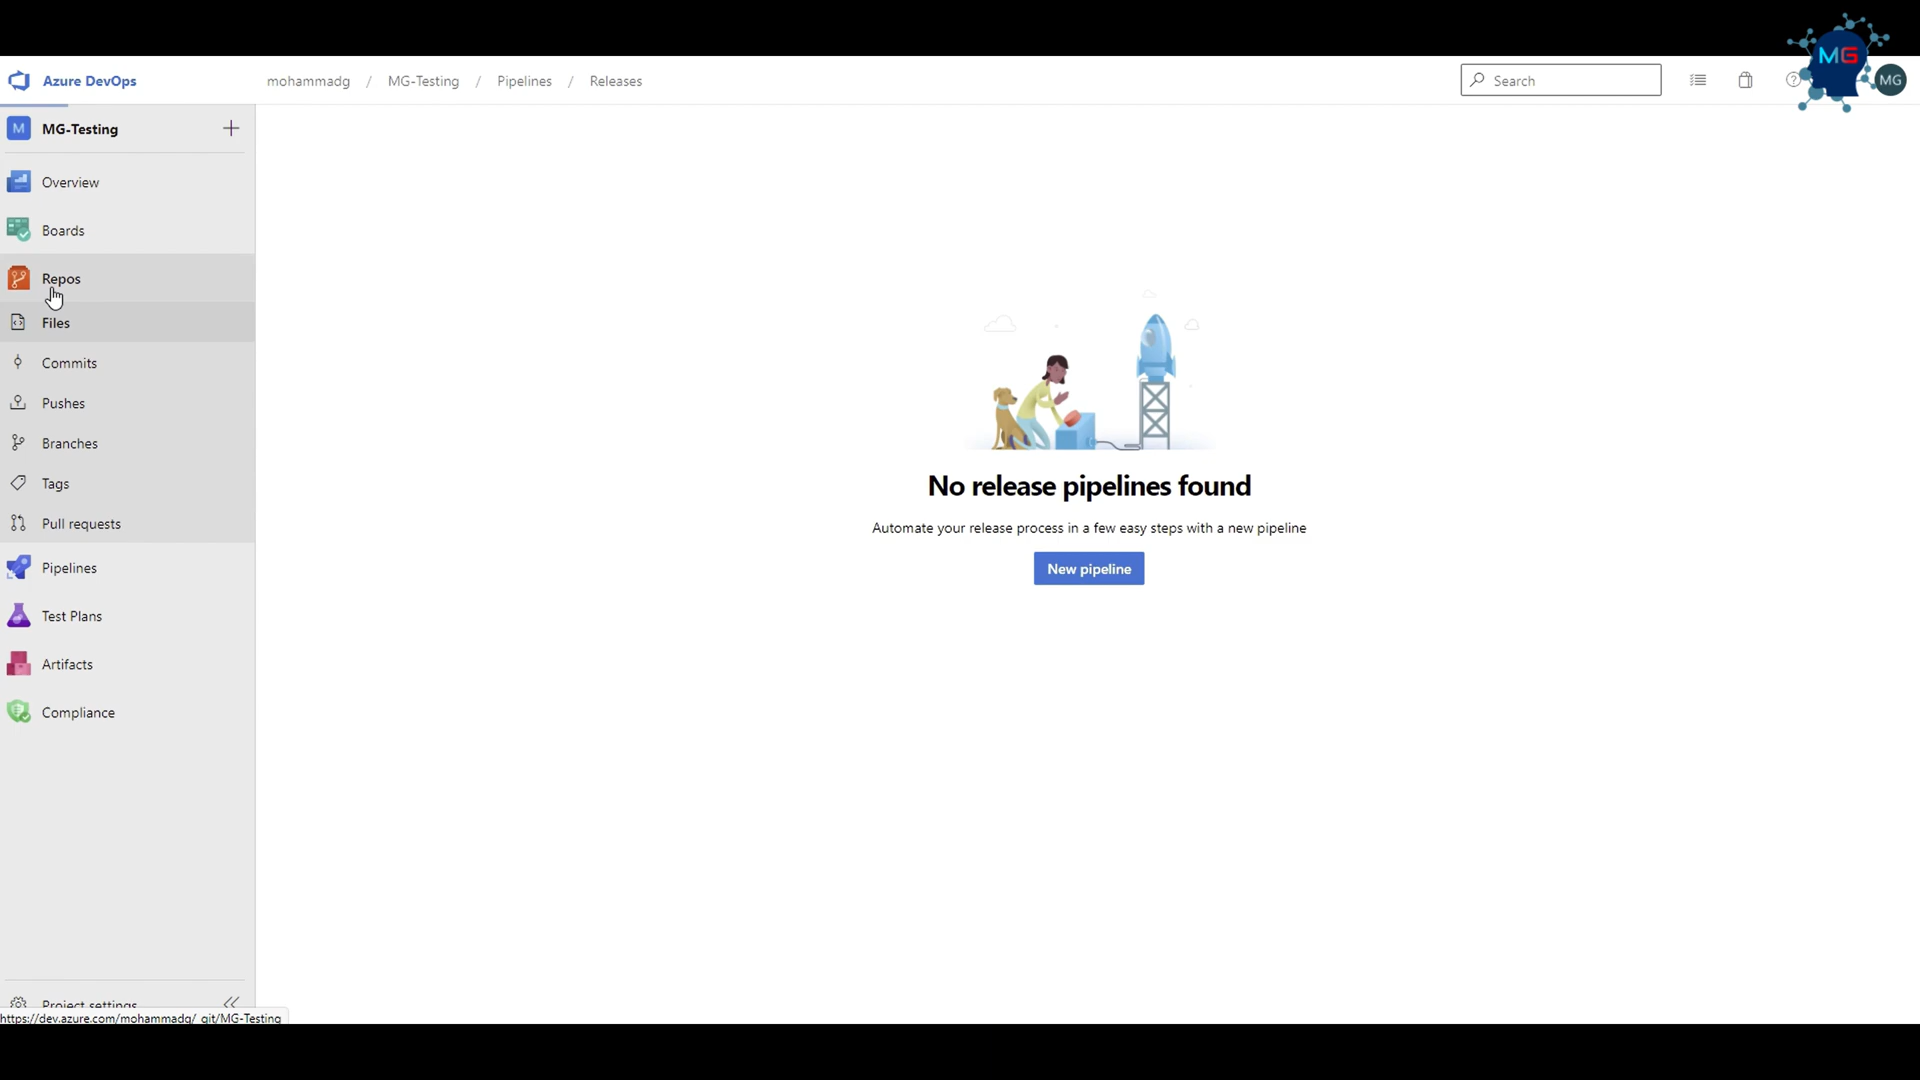 Azure DevOps
mohammadg / MG-Testing / Pipelines / Releases
Search
MG
MG
M MG-Testing
Overview
Boards
Repos
Files
Commits
Pushes
Branches
Tags
Pull requests
Pipelines
Test Plans
Artifacts
Compliance
No release pipelines found
Automate your release process in a few easy steps with a new pipeline
New pipeline
Project settings
https://dev.azure.com/mohammadg/_git/MG-Testing